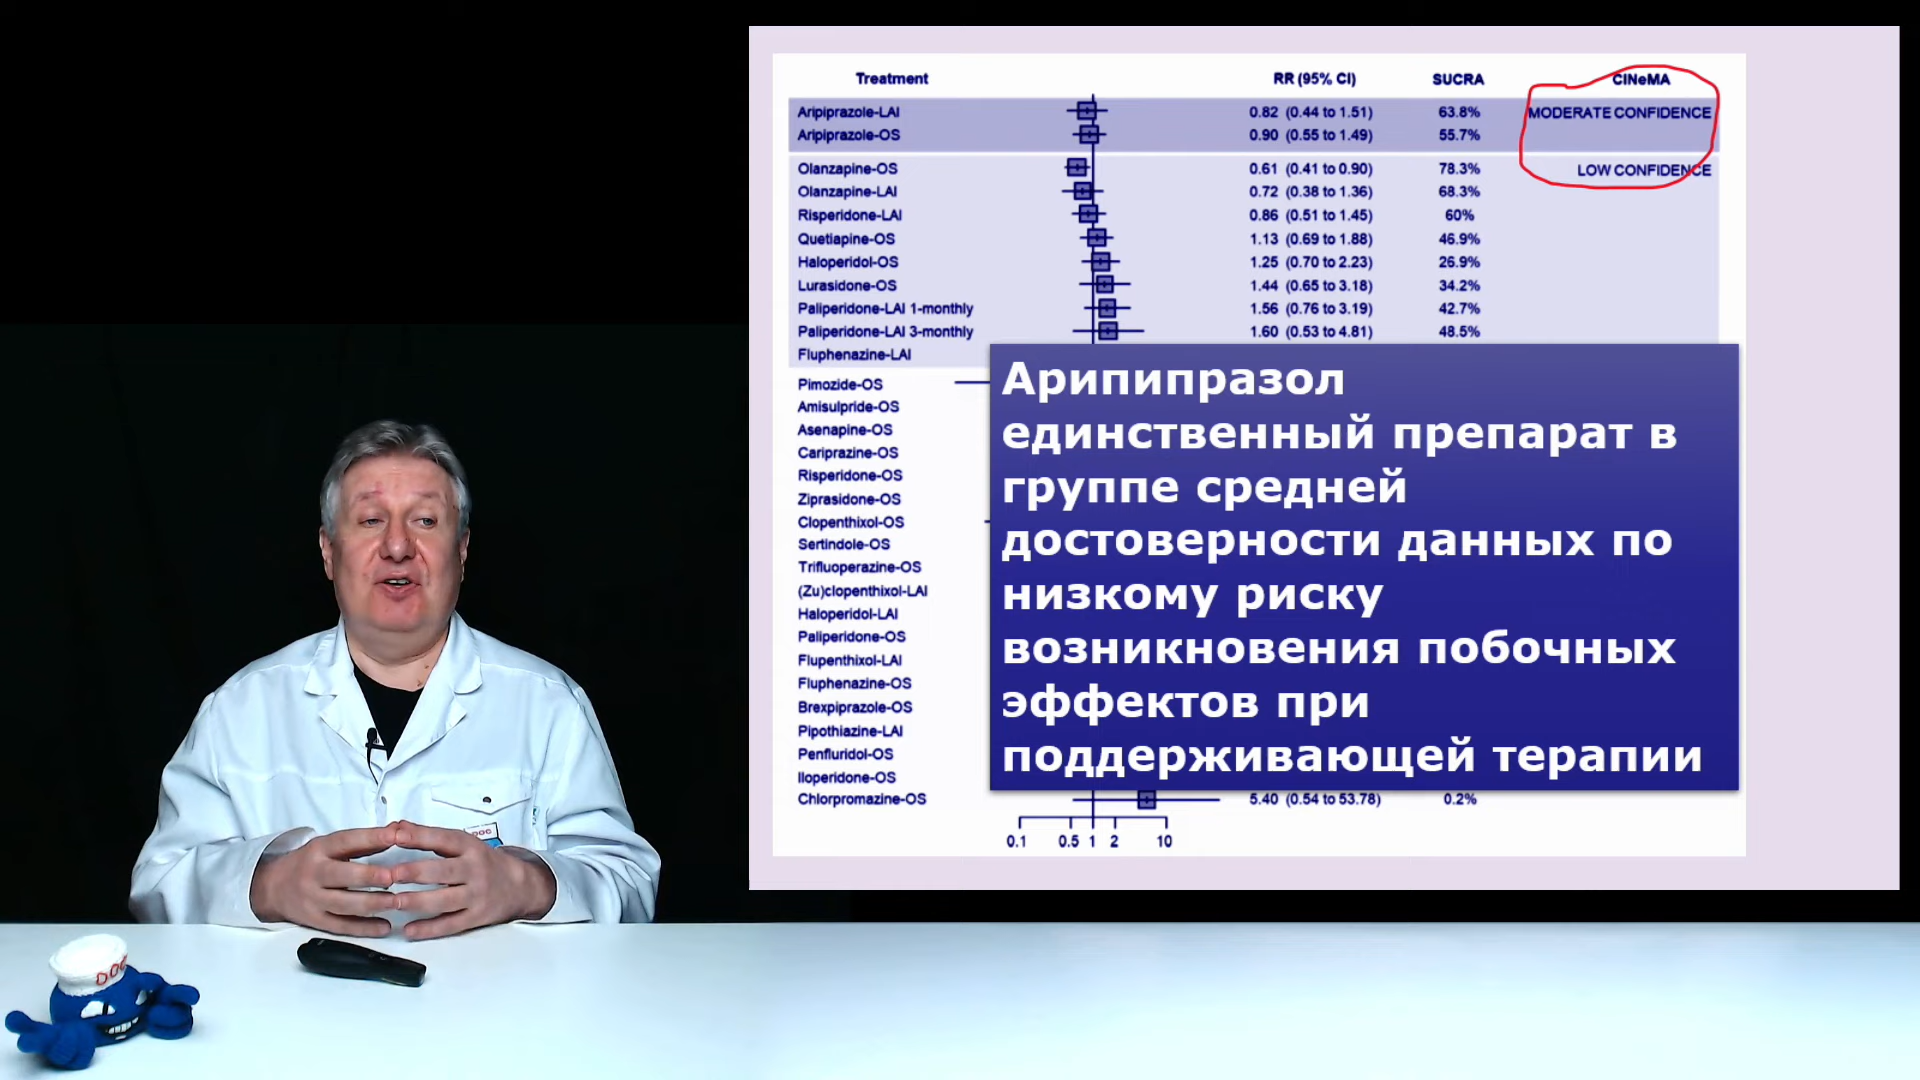 Treatment RR (95% CI) SUCRA CINeMA
Aripiprazole-LAI 0.82 (0.44 to 1.51) 63.8% MODERATE CONFIDENCE
Aripiprazole-OS 0.90 (0.55 to 1.49) 55.7%
Olanzapine-OS 0.61 (0.41 to 0.90) 78.3% LOW CONFIDENCE
Olanzapine-LAI 0.72 (0.38 to 1.36) 68.3%
Risperidone-LAI 0.86 (0.51 to 1.45) 60%
Quetiapine-OS 1.13 (0.69 to 1.88) 46.9%
Haloperidol-OS 1.25 (0.70 to 2.23) 26.9%
Lurasidone-OS 1.44 (0.65 to 3.18) 34.2%
Paliperidone-LAI 1-monthly 1.56 (0.76 to 3.19) 42.7%
Paliperidone-LAI 3-monthly 1.60 (0.53 to 4.81) 48.5%
Fluphenazine-LAI
Pimozide-OS
Amisulpride-OS
Asenapine-OS
Cariprazine-OS
Risperidone-OS
Ziprasidone-OS
Clopenthixol-OS
Sertindole-OS
Trifluoperazine-OS
(Zu)clopenthixol-LAI
Haloperidol-LAI
Paliperidone-OS
Flupenthixol-LAI
Fluphenazine-OS
Brexpiprazole-OS
Pipothiazine-LAI
Penfluridol-OS
Iloperidone-OS
Chlorpromazine-OS 5.40 (0.54 to 53.78) 0.2%
0.1 0.5 1 2 10
Арипипразол
единственный препарат в
группе средней
достоверности данных по
низкому риску
возникновения побочных
эффектов при
поддерживающей терапии
DOC
DOC